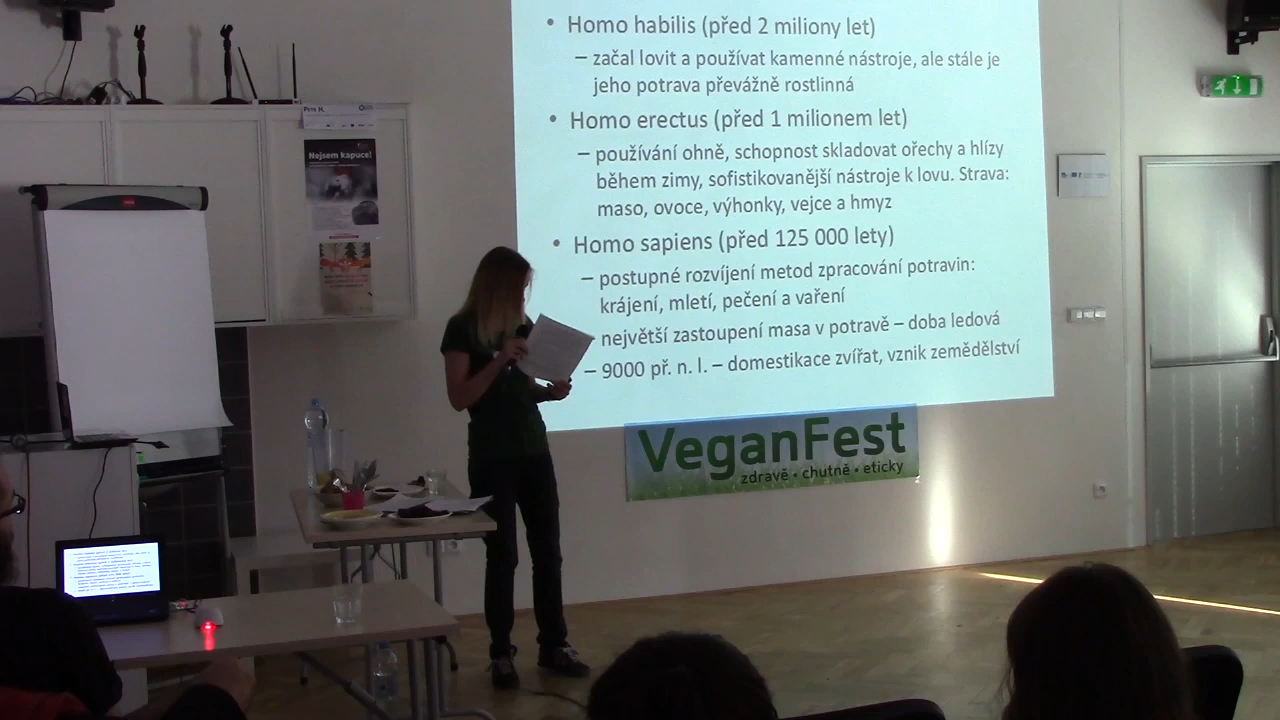 • Homo habilis (před 2 miliony let)
– začal lovit a používat kamenné nástroje, ale stále je
jeho potrava převážně rostlinná
• Homo erectus (před 1 milionem let)
– používání ohně, schopnost skladovat ořechy a hlízy
během zimy, sofistikovanější nástroje k lovu. Strava:
maso, ovoce, výhonky, vejce a hmyz
• Homo sapiens (před 125 000 lety)
– postupné rozvíjení metod zpracování potravin:
krájení, mletí, pečení a vaření
největší zastoupení masa v potravě – doba ledová
– 9000 př. n. l. – domestikace zvířat, vznik zemědělství
Petr H.
Nejsem kapuce!
VeganFest
zdravě • chutně • eticky